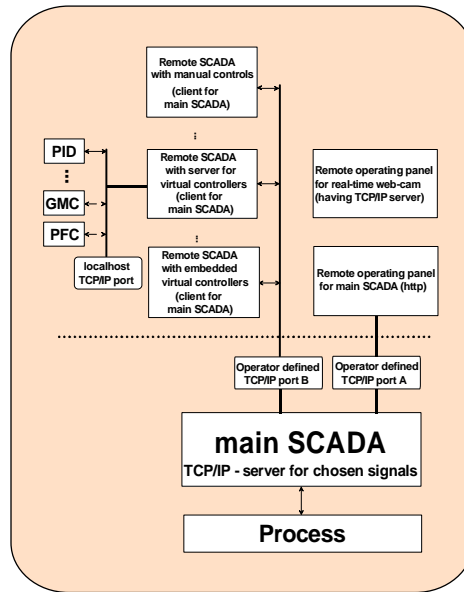 Remote SCADA
with manual controls
(client for
main SCADA)
...
PID
...
GMC
PFC
localhost
TCP/IP port
Remote SCADA
with server for
virtual controllers
(client for
main SCADA)
...
Remote SCADA
with embedded
virtual controllers
(client for
main SCADA)
Remote operating panel
for real-time web-cam
(having TCP/IP server)
Remote operating panel
for main SCADA (http)
Operator defined
TCP/IP port B
Operator defined
TCP/IP port A
main SCADA
TCP/IP - server for chosen signals
Process